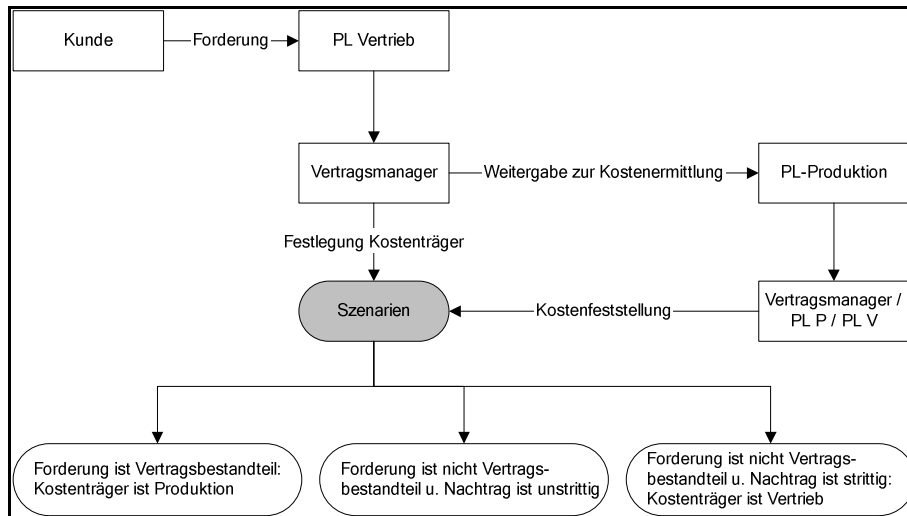 Kunde
Forderung
PL Vertrieb
Vertragsmanager
Weitergabe zur Kostenermittlung
PL-Produktion
Festlegung Kostenträger
Szenarien
Kostenfeststellung
Vertragsmanager /
PL P / PL V
Forderung ist Vertragsbestandteil:
Kostenträger ist Produktion
Forderung ist nicht Vertrags-
bestandteil u. Nachtrag ist unstrittig
Forderung ist nicht Vertrags-
bestandteil u. Nachtrag ist strittig:
Kostenträger ist Vertrieb